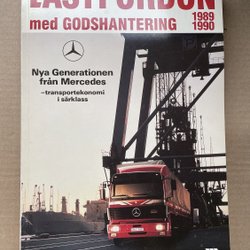 LASTFORDON
med GODSHANTERING
1989
1990
Nya Generationen
från Mercedes
–transportekonomi
i särklass